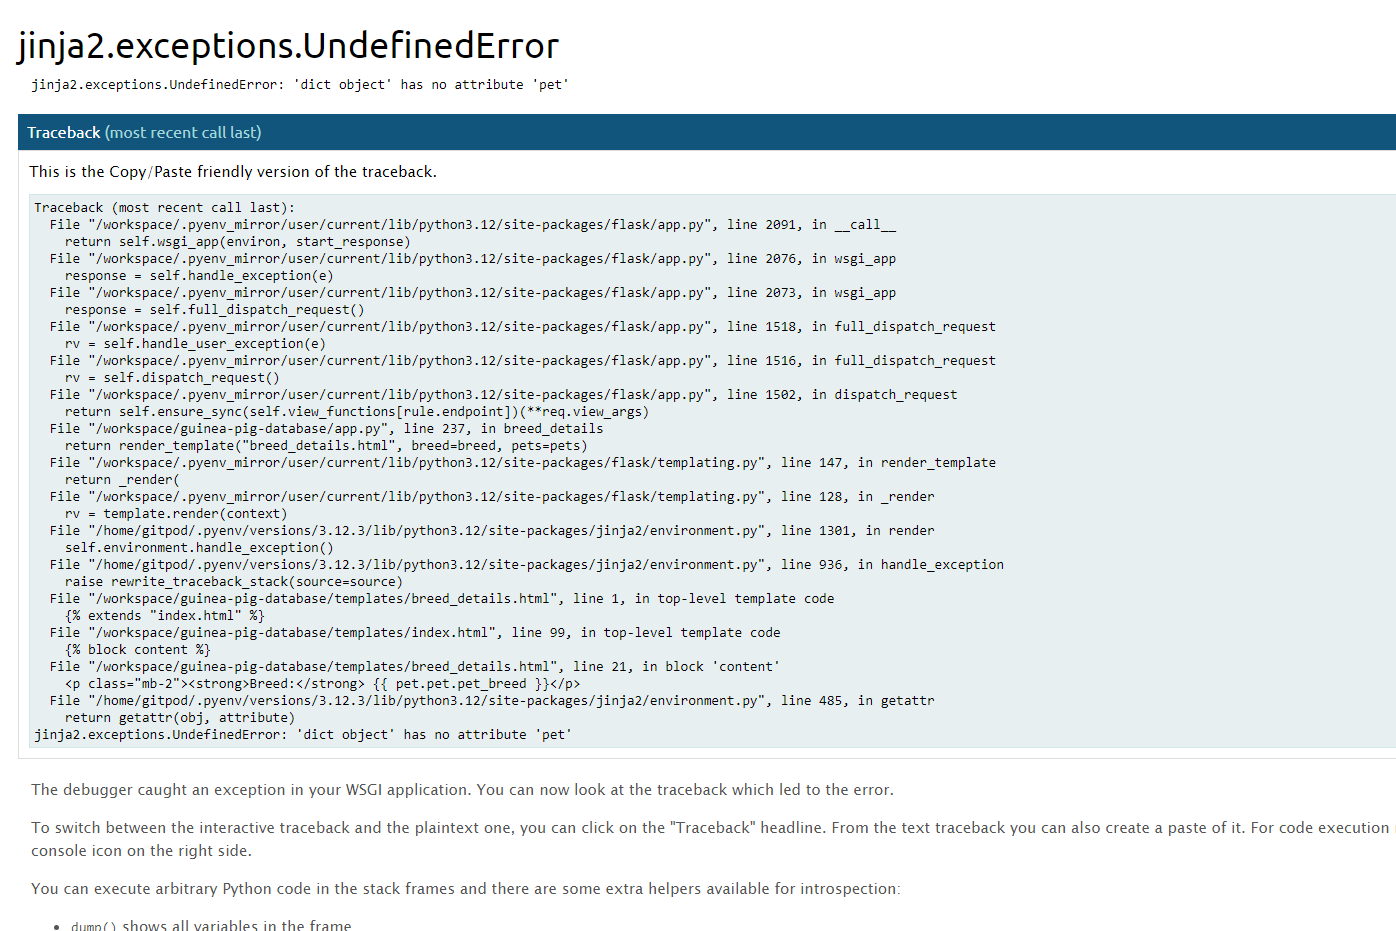 jinja2.exceptions.UndefinedError
jinja2.exceptions.UndefinedError: 'dict object' has no attribute 'pet'
Traceback (most recent call last)
This is the Copy/Paste friendly version of the traceback.
Traceback (most recent call last):
  File "/workspace/.pyenv_mirror/user/current/lib/python3.12/site-packages/flask/app.py", line 2091, in __call__
    return self.wsgi_app(environ, start_response)
  File "/workspace/.pyenv_mirror/user/current/lib/python3.12/site-packages/flask/app.py", line 2076, in wsgi_app
    response = self.handle_exception(e)
  File "/workspace/.pyenv_mirror/user/current/lib/python3.12/site-packages/flask/app.py", line 2073, in wsgi_app
    response = self.full_dispatch_request()
  File "/workspace/.pyenv_mirror/user/current/lib/python3.12/site-packages/flask/app.py", line 1518, in full_dispatch_request
    rv = self.handle_user_exception(e)
  File "/workspace/.pyenv_mirror/user/current/lib/python3.12/site-packages/flask/app.py", line 1516, in full_dispatch_request
    rv = self.dispatch_request()
  File "/workspace/.pyenv_mirror/user/current/lib/python3.12/site-packages/flask/app.py", line 1502, in dispatch_request
    return self.ensure_sync(self.view_functions[rule.endpoint])(**req.view_args)
  File "/workspace/guinea-pig-database/app.py", line 237, in breed_details
    return render_template("breed_details.html", breed=breed, pets=pets)
  File "/workspace/.pyenv_mirror/user/current/lib/python3.12/site-packages/flask/templating.py", line 147, in render_template
    return _render(
  File "/workspace/.pyenv_mirror/user/current/lib/python3.12/site-packages/flask/templating.py", line 128, in _render
    rv = template.render(context)
  File "/home/gitpod/.pyenv/versions/3.12.3/lib/python3.12/site-packages/jinja2/environment.py", line 1301, in render
    self.environment.handle_exception()
  File "/home/gitpod/.pyenv/versions/3.12.3/lib/python3.12/site-packages/jinja2/environment.py", line 936, in handle_exception
    raise rewrite_traceback_stack(source=source)
  File "/workspace/guinea-pig-database/templates/breed_details.html", line 1, in top-level template code
    {% extends "index.html" %}
  File "/workspace/guinea-pig-database/templates/index.html", line 99, in top-level template code
    {% block content %}
  File "/workspace/guinea-pig-database/templates/breed_details.html", line 21, in block 'content'
    <p class="mb-2"><strong>Breed:</strong> {{ pet.pet.pet_breed }}</p>
  File "/home/gitpod/.pyenv/versions/3.12.3/lib/python3.12/site-packages/jinja2/environment.py", line 485, in getattr
    return getattr(obj, attribute)
jinja2.exceptions.UndefinedError: 'dict object' has no attribute 'pet'
The debugger caught an exception in your WSGI application. You can now look at the traceback which led to the error.
To switch between the interactive traceback and the plaintext one, you can click on the "Traceback" headline. From the text traceback you can also create a paste of it. For code execution
console icon on the right side.
You can execute arbitrary Python code in the stack frames and there are some extra helpers available for introspection:
• dump() shows all variables in the frame